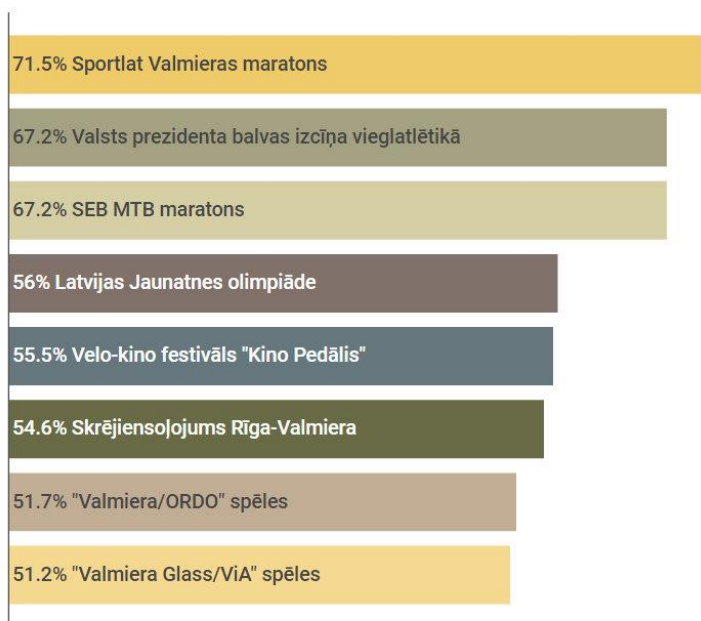 71.5% Sportlat Valmieras maratons
67.2% Valsts prezidenta balvas izcīņa vieglatlētikā
67.2% SEB MTB maratons
56% Latvijas Jaunatnes olimpiāde
55.5% Velo-kino festivāls "Kino Pedālis"
54.6% Skrējiensoļojums Rīga-Valmiera
51.7% "Valmiera/ORDO" spēles
51.2% "Valmiera Glass/ViA" spēles